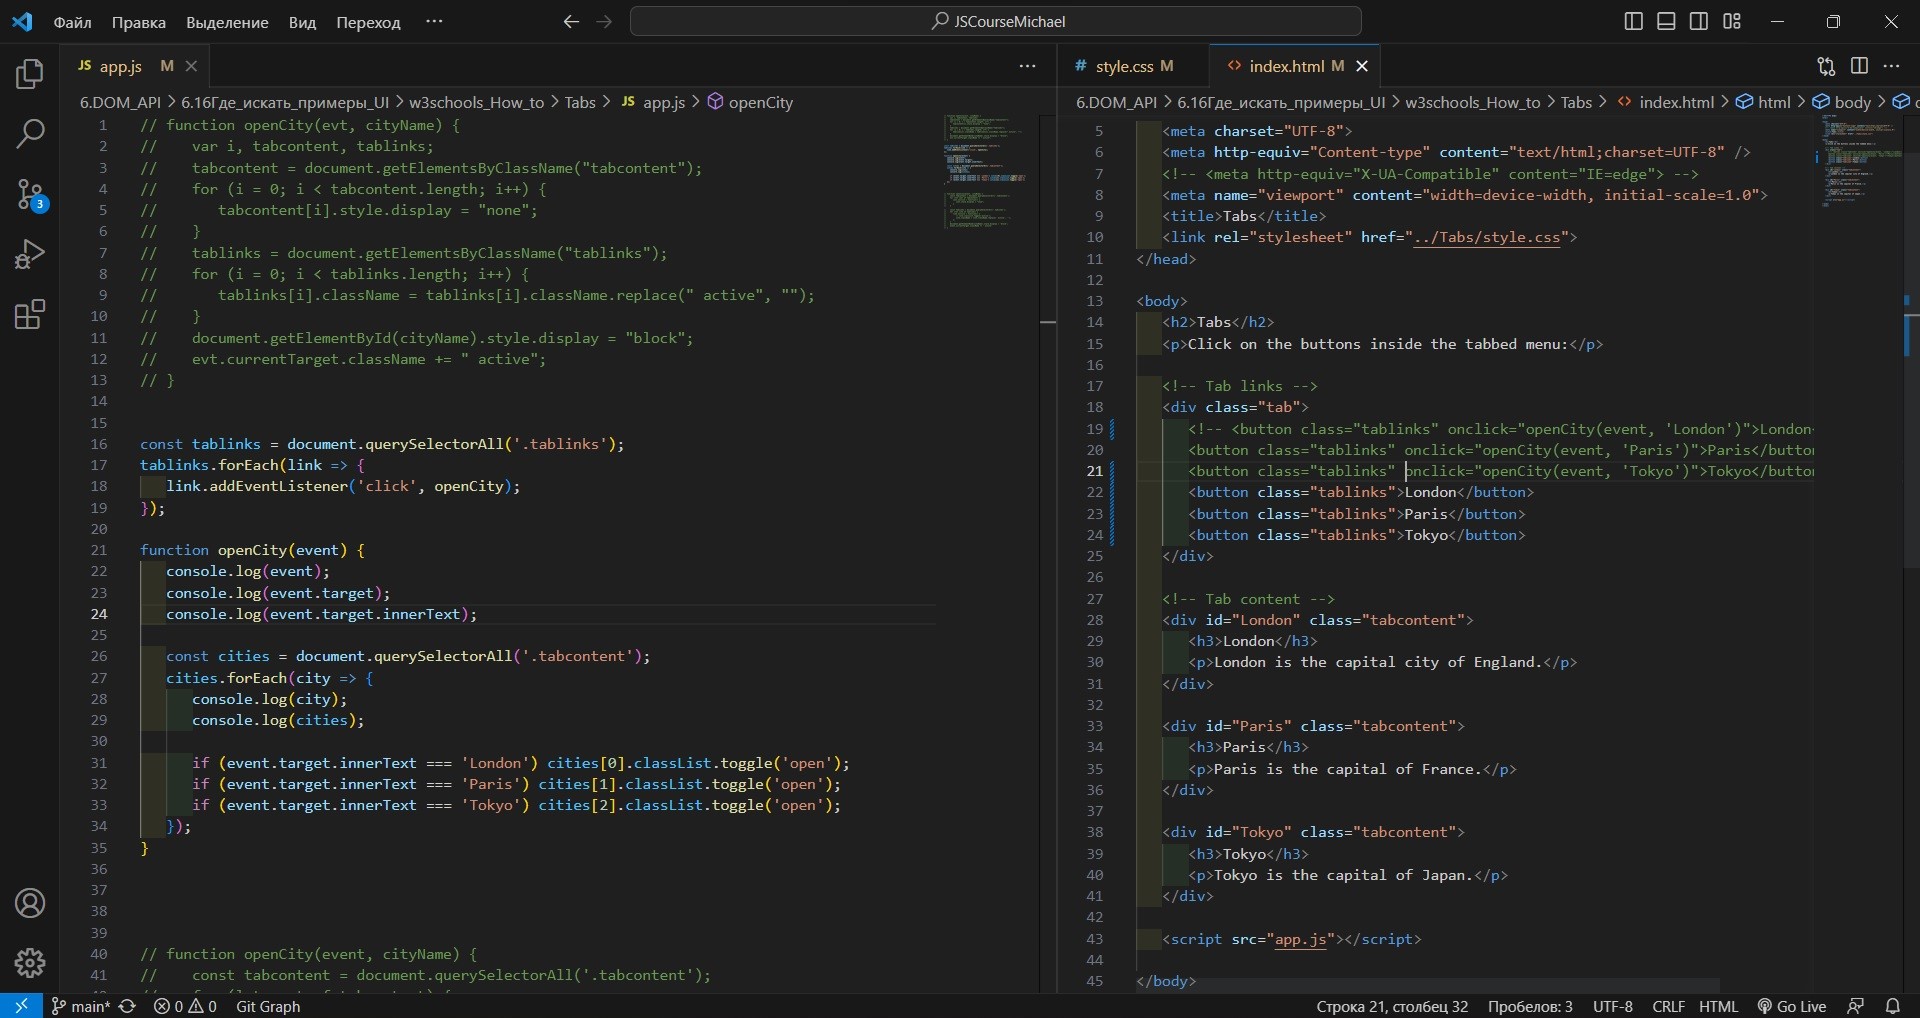 Файл Правка Выделение Вид Переход ··· JSCourseMichael
JS app.js M
6.DOM_API > 6.16Где_искать_примеры_UI > w3schools_How_to > Tabs > JS app.js > openCity
1 // function openCity(evt, cityName) {
2 //    var i, tabcontent, tablinks;
3 //    tabcontent = document.getElementsByClassName("tabcontent");
4 //    for (i = 0; i < tabcontent.length; i++) {
5 //       tabcontent[i].style.display = "none";
6 //    }
7 //    tablinks = document.getElementsByClassName("tablinks");
8 //    for (i = 0; i < tablinks.length; i++) {
9 //       tablinks[i].className = tablinks[i].className.replace(" active", "");
10 //    }
11 //    document.getElementById(cityName).style.display = "block";
12 //    evt.currentTarget.className += " active";
13 // }
14
15
16 const tablinks = document.querySelectorAll('.tablinks');
17 tablinks.forEach(link => {
18    link.addEventListener('click', openCity);
19 });
20
21 function openCity(event) {
22    console.log(event);
23    console.log(event.target);
24    console.log(event.target.innerText);
25
26    const cities = document.querySelectorAll('.tabcontent');
27    cities.forEach(city => {
28       console.log(city);
29       console.log(cities);
30
31       if (event.target.innerText === 'London') cities[0].classList.toggle('open');
32       if (event.target.innerText === 'Paris') cities[1].classList.toggle('open');
33       if (event.target.innerText === 'Tokyo') cities[2].classList.toggle('open');
34    });
35 }
36
37
38
39
40 // function openCity(event, cityName) {
41 //    const tabcontent = document.querySelectorAll('.tabcontent');
# style.css M <> index.html M
6.DOM_API > 6.16Где_искать_примеры_UI > w3schools_How_to > Tabs > <> index.html > html > body >
5    <meta charset="UTF-8">
6    <meta http-equiv="Content-type" content="text/html;charset=UTF-8" />
7    <!-- <meta http-equiv="X-UA-Compatible" content="IE=edge"> -->
8    <meta name="viewport" content="width=device-width, initial-scale=1.0">
9    <title>Tabs</title>
10    <link rel="stylesheet" href="../Tabs/style.css">
11 </head>
12
13 <body>
14    <h2>Tabs</h2>
15    <p>Click on the buttons inside the tabbed menu:</p>
16
17    <!-- Tab links -->
18    <div class="tab">
19       <!-- <button class="tablinks" onclick="openCity(event, 'London')">London
20       <button class="tablinks" onclick="openCity(event, 'Paris')">Paris</button
21       <button class="tablinks" onclick="openCity(event, 'Tokyo')">Tokyo</button
22       <button class="tablinks">London</button>
23       <button class="tablinks">Paris</button>
24       <button class="tablinks">Tokyo</button>
25    </div>
26
27    <!-- Tab content -->
28    <div id="London" class="tabcontent">
29       <h3>London</h3>
30       <p>London is the capital city of England.</p>
31    </div>
32
33    <div id="Paris" class="tabcontent">
34       <h3>Paris</h3>
35       <p>Paris is the capital of France.</p>
36    </div>
37
38    <div id="Tokyo" class="tabcontent">
39       <h3>Tokyo</h3>
40       <p>Tokyo is the capital of Japan.</p>
41    </div>
42
43    <script src="app.js"></script>
44
45 </body>
3
main* 0 0 Git Graph Строка 21, столбец 32 Пробелов: 3 UTF-8 CRLF HTML Go Live